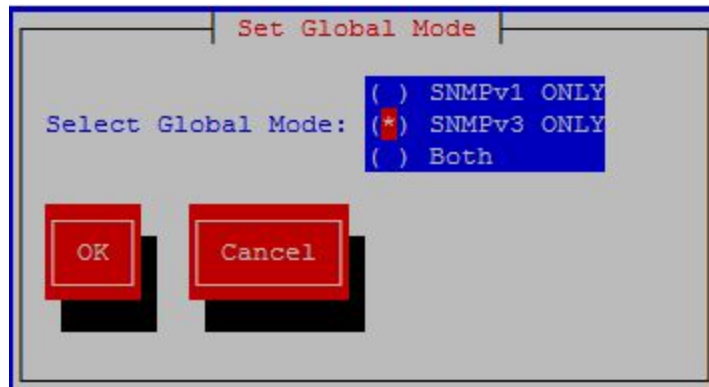 Set Global Mode
( ) SNMPv1 ONLY
Select Global Mode: (*) SNMPv3 ONLY
( ) Both
OK Cancel